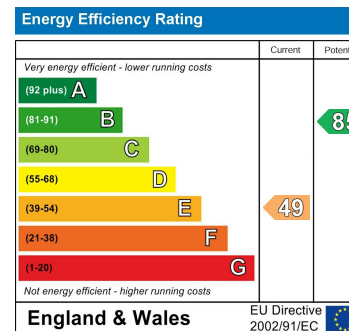 Energy Efficiency Rating
Current
Very energy efficient - lower running costs
(92 plus) A
(81-91) B
(69-80) C
(55-68) D
(39-54) E
49
(21-38) F
(1-20) G
Not energy efficient - higher running costs
England & Wales
EU Directive
2002/91/EC